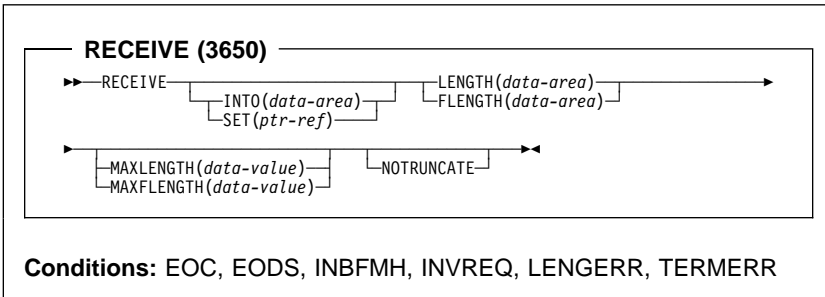 RECEIVE (3650)
RECEIVE LENGTH(data-area)
INTO(data-area) FLENGTH(data-area)
SET(ptr-ref)
MAXLENGTH(data-value) NOTRUNCATE
MAXFLENGTH(data-value)
Conditions: EOC, EODS, INBFMH, INVREQ, LENGERR, TERMERR